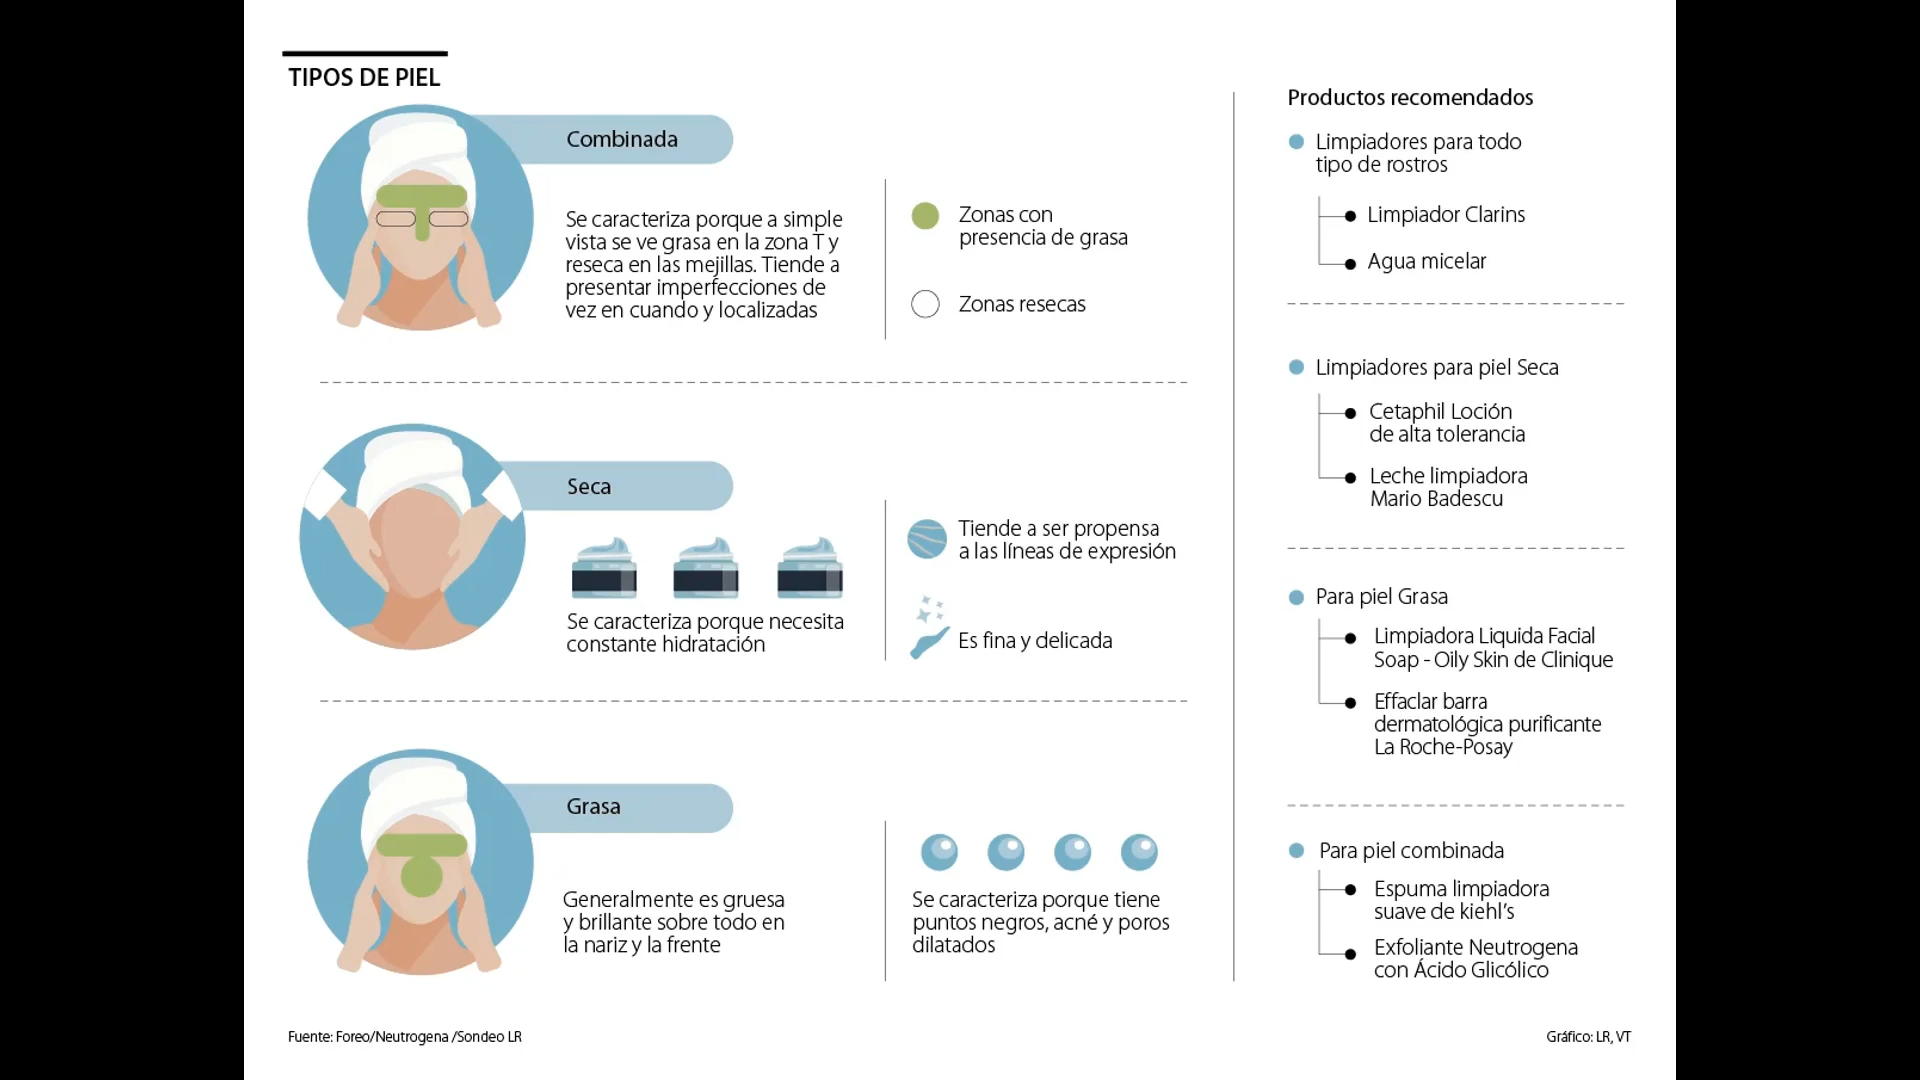 TIPOS DE PIEL
Combinada
Se caracteriza porque a simple
vista se ve grasa en la zona T y
reseca en las mejillas. Tiende a
presentar imperfecciones de
vez en cuando y localizadas
Zonas con
presencia de grasa
Zonas resecas
Seca
Se caracteriza porque necesita
constante hidratación
Tiende a ser propensa
a las líneas de expresión
Es fina y delicada
Grasa
Generalmente es gruesa
y brillante sobre todo en
la nariz y la frente
Se caracteriza porque tiene
puntos negros, acné y poros
dilatados
Productos recomendados
Limpiadores para todo
tipo de rostros
Limpiador Clarins
Agua micelar
Limpiadores para piel Seca
Cetaphil Loción
de alta tolerancia
Leche limpiadora
Mario Badescu
Para piel Grasa
Limpiadora Liquida Facial
Soap - Oily Skin de Clinique
Effaclar barra
dermatológica purificante
La Roche-Posay
Para piel combinada
Espuma limpiadora
suave de kiehl's
Exfoliante Neutrogena
con Ácido Glicólico
Fuente: Foreo/Neutrogena /Sondeo LR
Gráfico: LR, VT